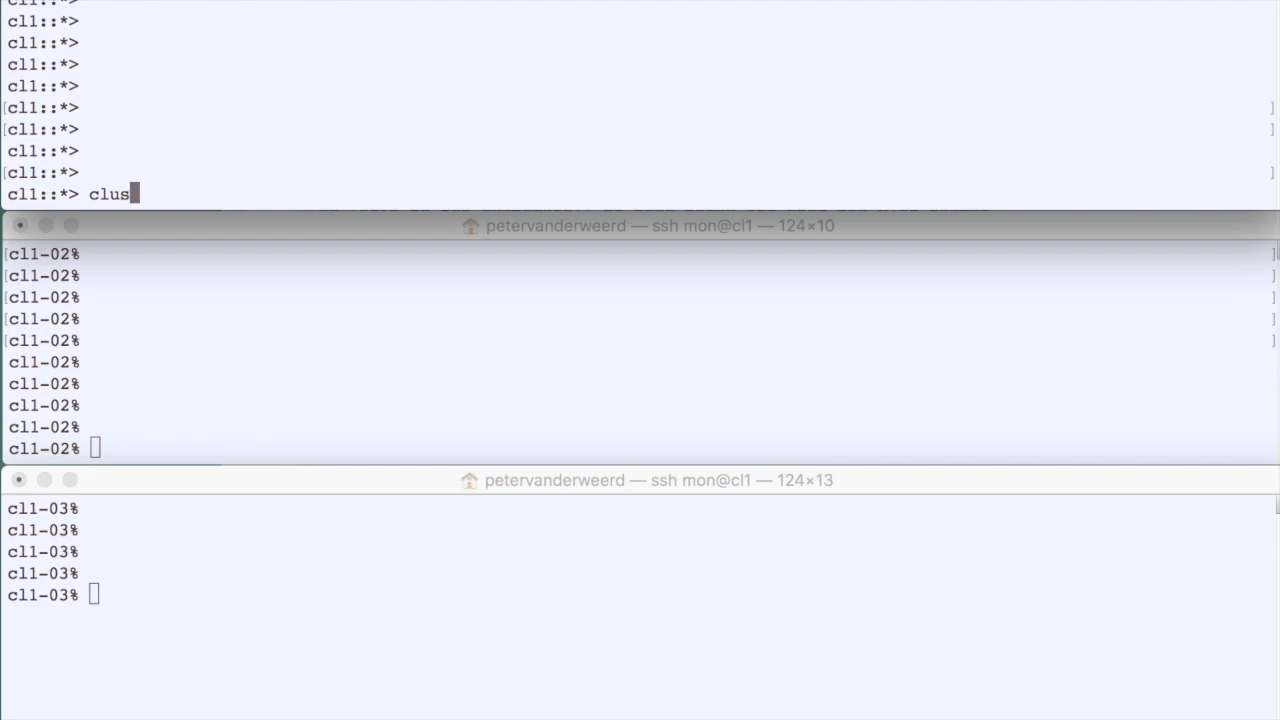 cl1::*>
cl1::*>
cl1::*>
cl1::*>
[cl1::*> ]
[cl1::*> ]
cl1::*>
[cl1::*> ]
cl1::*> clus
petervanderweerd — ssh mon@cl1 — 124×10
[cl1-02% ]
[cl1-02% ]
[cl1-02% ]
[cl1-02% ]
[cl1-02% ]
cl1-02%
cl1-02%
cl1-02%
cl1-02%
cl1-02%
petervanderweerd — ssh mon@cl1 — 124×13
cl1-03%
cl1-03%
cl1-03%
cl1-03%
cl1-03%